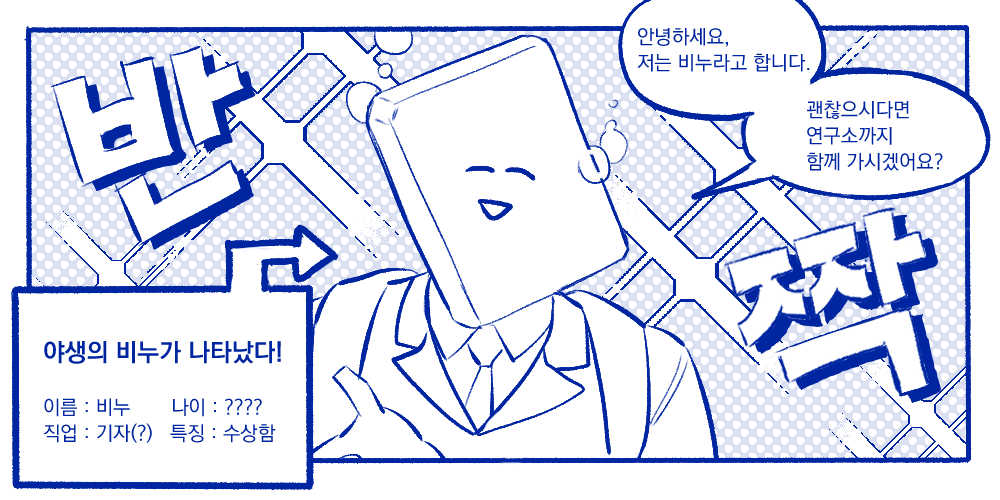 안녕하세요,
저는 비누라고 합니다.
괜찮으시다면
연구소까지
함께 가시겠어요?
반
짝
야생의 비누가 나타났다!
이름 : 비누 나이 : ????
직업 : 기자(?) 특징 : 수상함